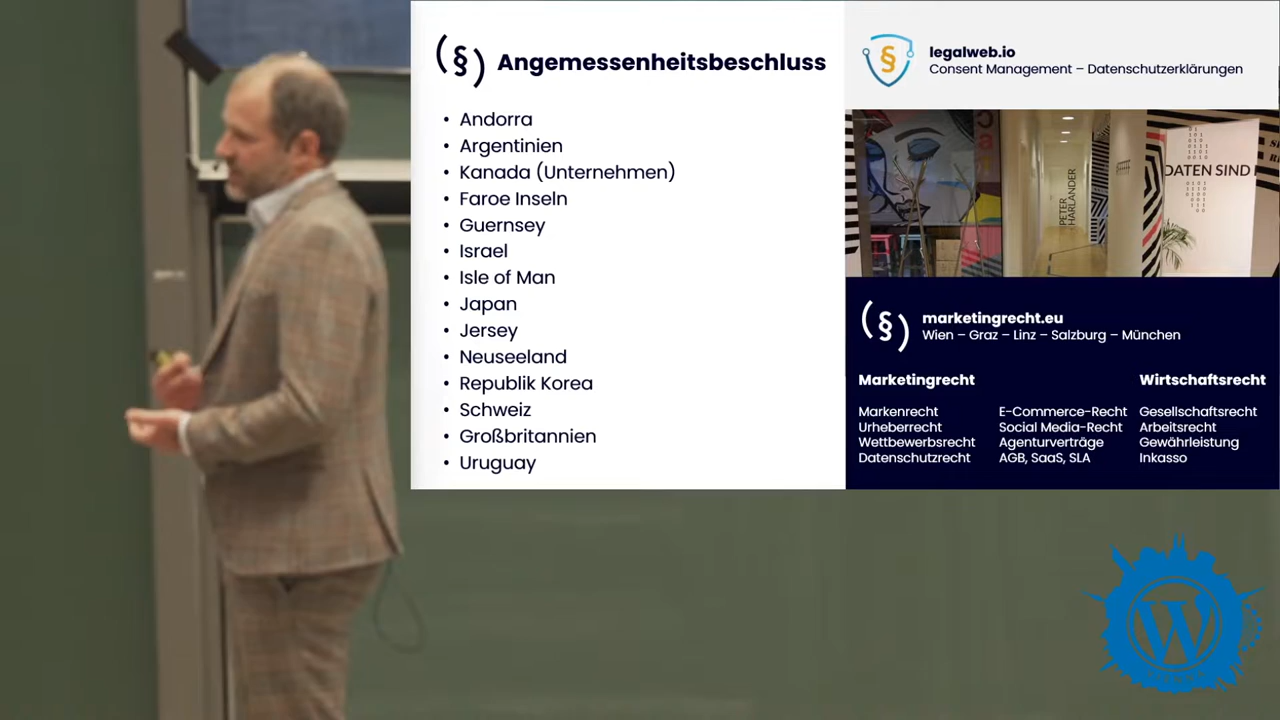 (§) Angemessenheitsbeschluss
• Andorra
• Argentinien
• Kanada (Unternehmen)
• Faroe Inseln
• Guernsey
• Israel
• Isle of Man
• Japan
• Jersey
• Neuseeland
• Republik Korea
• Schweiz
• Großbritannien
• Uruguay
§
legalweb.io
Consent Management – Datenschutzerklärungen
PETER
HARLANDER
DATEN SIND
(§)
marketingrecht.eu
Wien – Graz – Linz – Salzburg – München
Marketingrecht
Markenrecht
Urheberrecht
Wettbewerbsrecht
Datenschutzrecht
E-Commerce-Recht
Social Media-Recht
Agenturverträge
AGB, SaaS, SLA
Wirtschaftsrecht
Gesellschaftsrecht
Arbeitsrecht
Gewährleistung
Inkasso
W